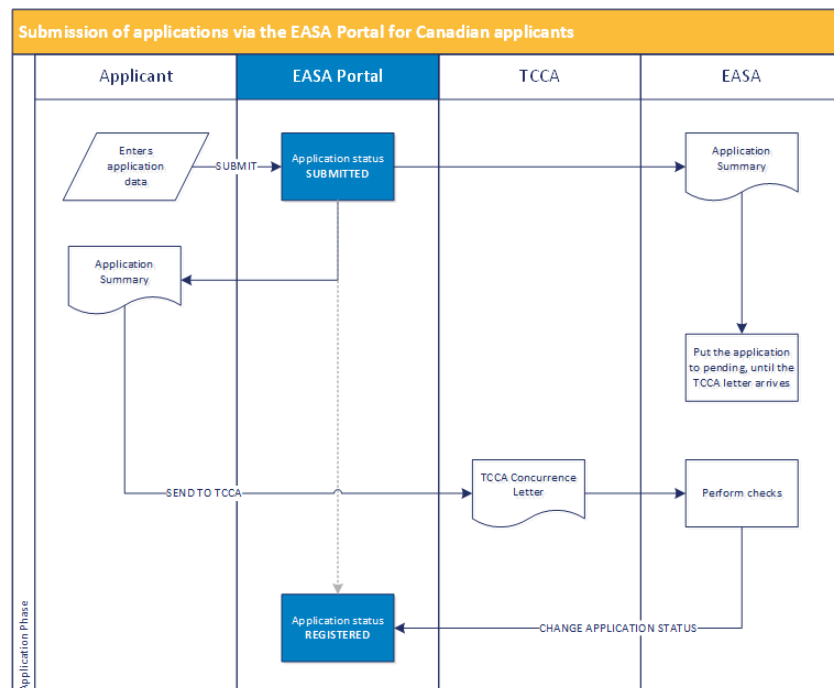 Submission of applications via the EASA Portal for Canadian applicants
Applicant
EASA Portal
TCCA
EASA
Enters
application
data
SUBMIT
Application status
SUBMITTED
Application
Summary
Application
Summary
Put the application
to pending, until the
TCCA letter arrives
SEND TO TCCA
TCCA Concurrence
Letter
Perform checks
Application status
REGISTERED
CHANGE APPLICATION STATUS
Application Phase